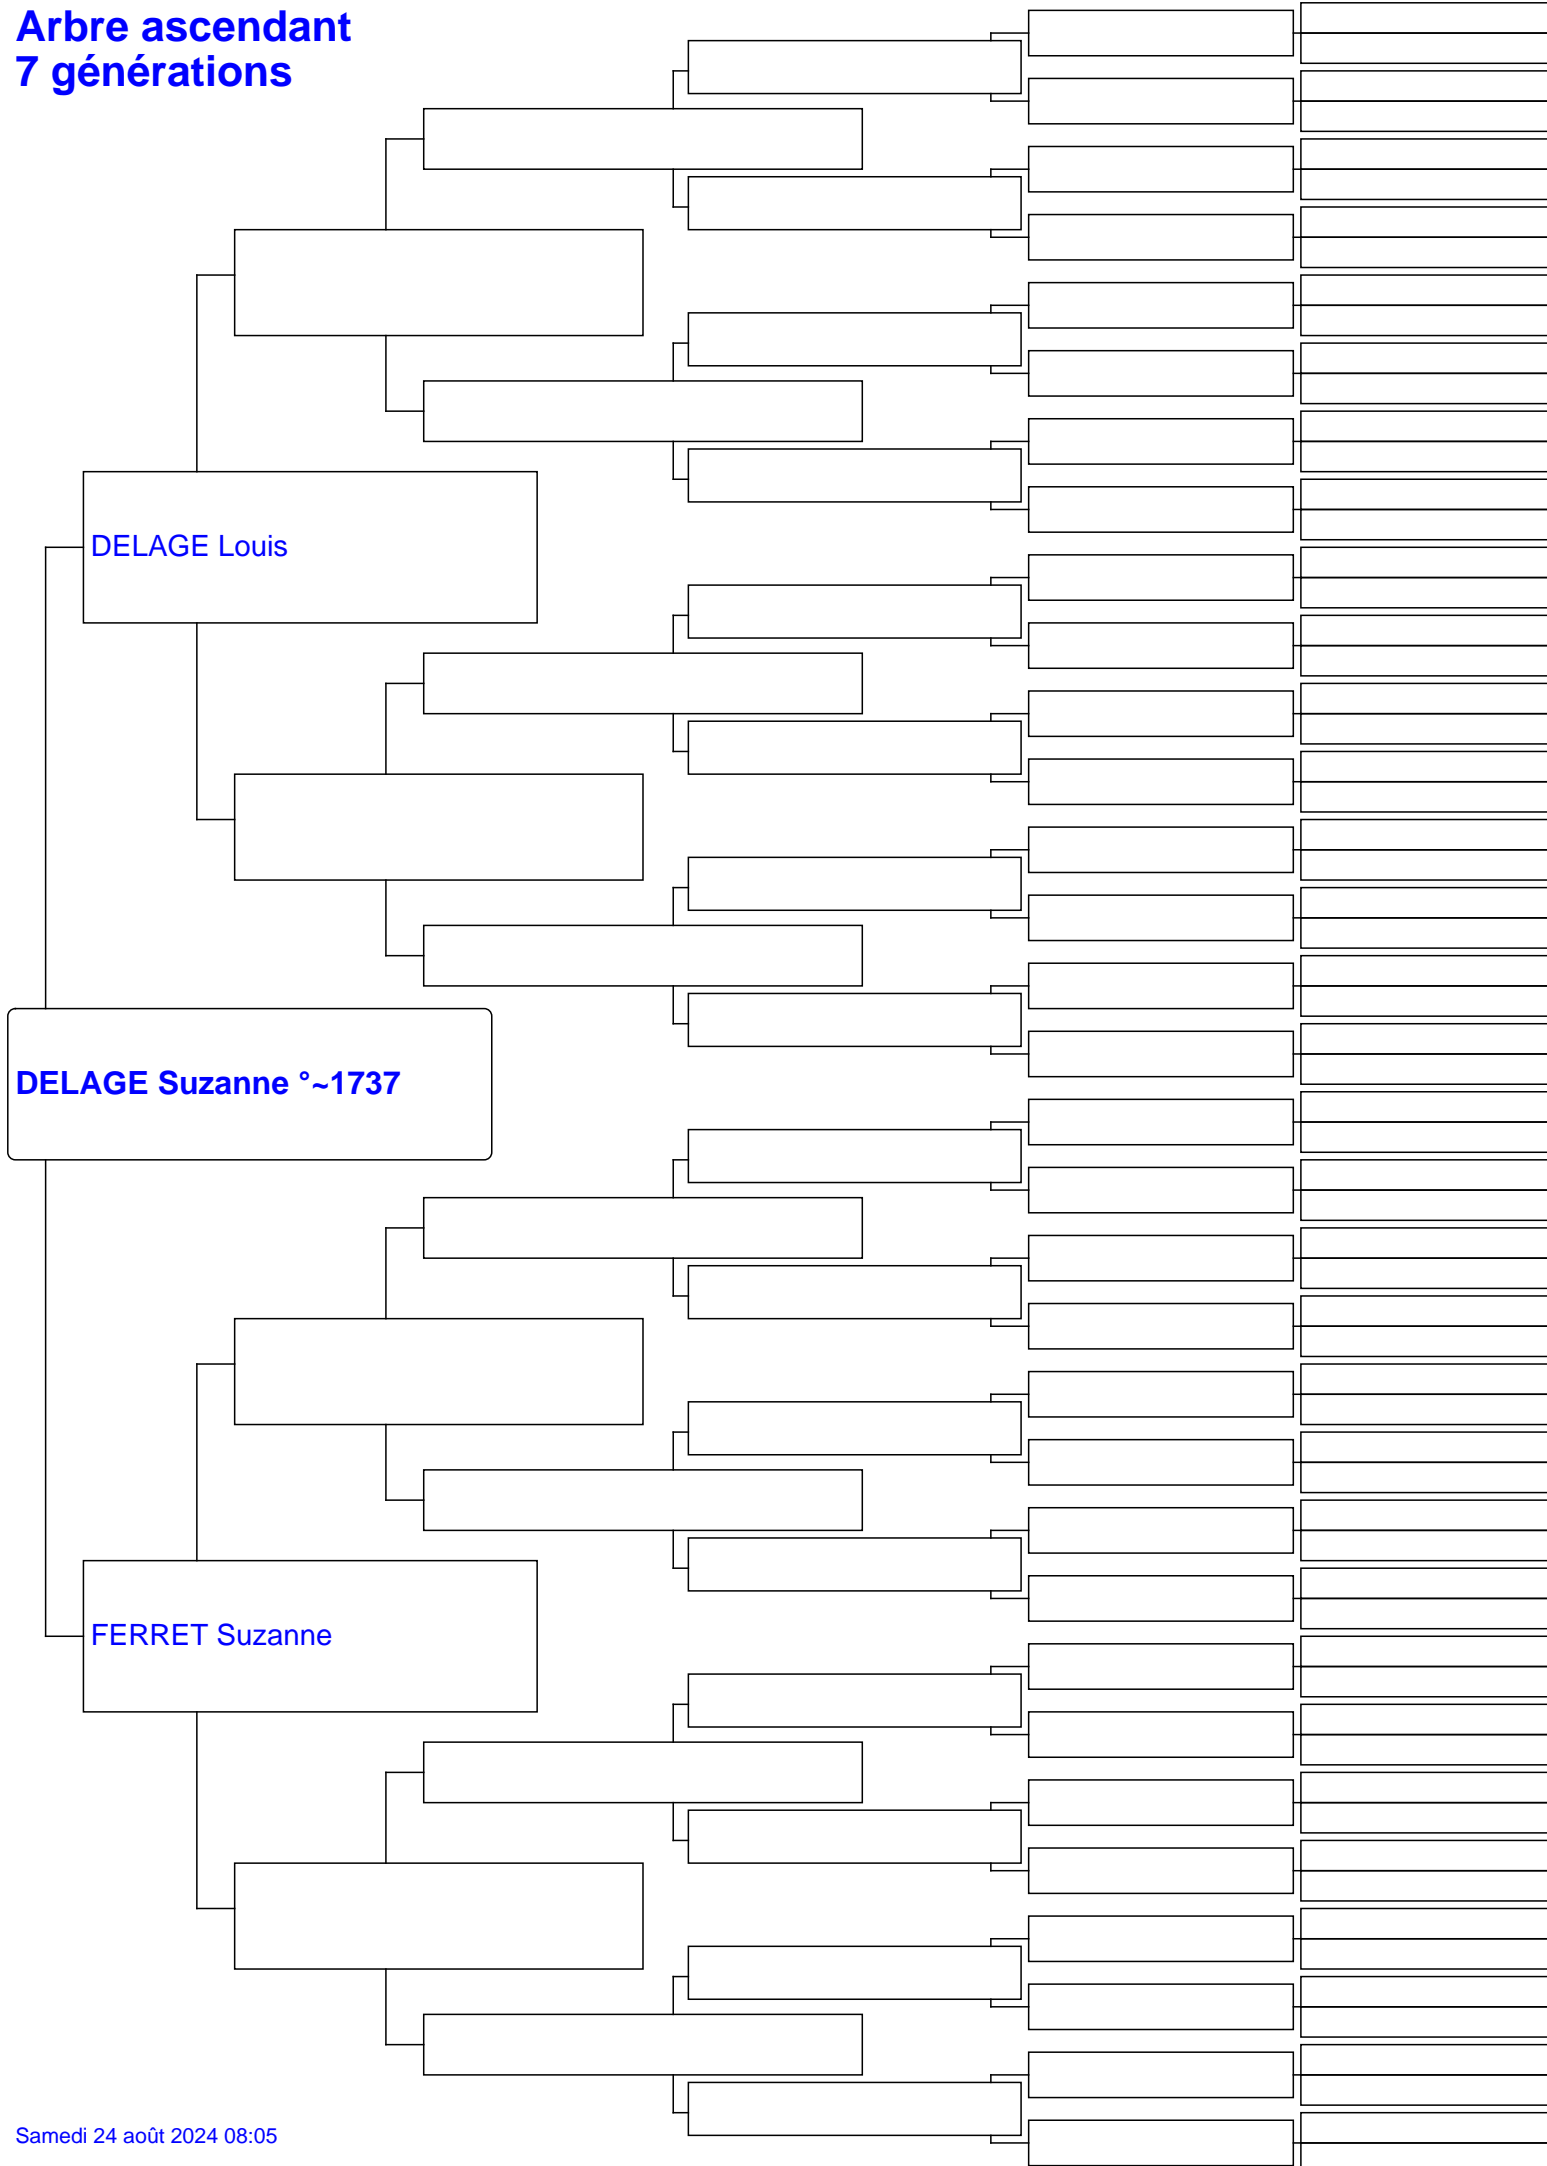 Arbre ascendant
7 générations
DELAGE Louis
DELAGE Suzanne °~1737
FERRET Suzanne
Samedi 24 août 2024 08:05